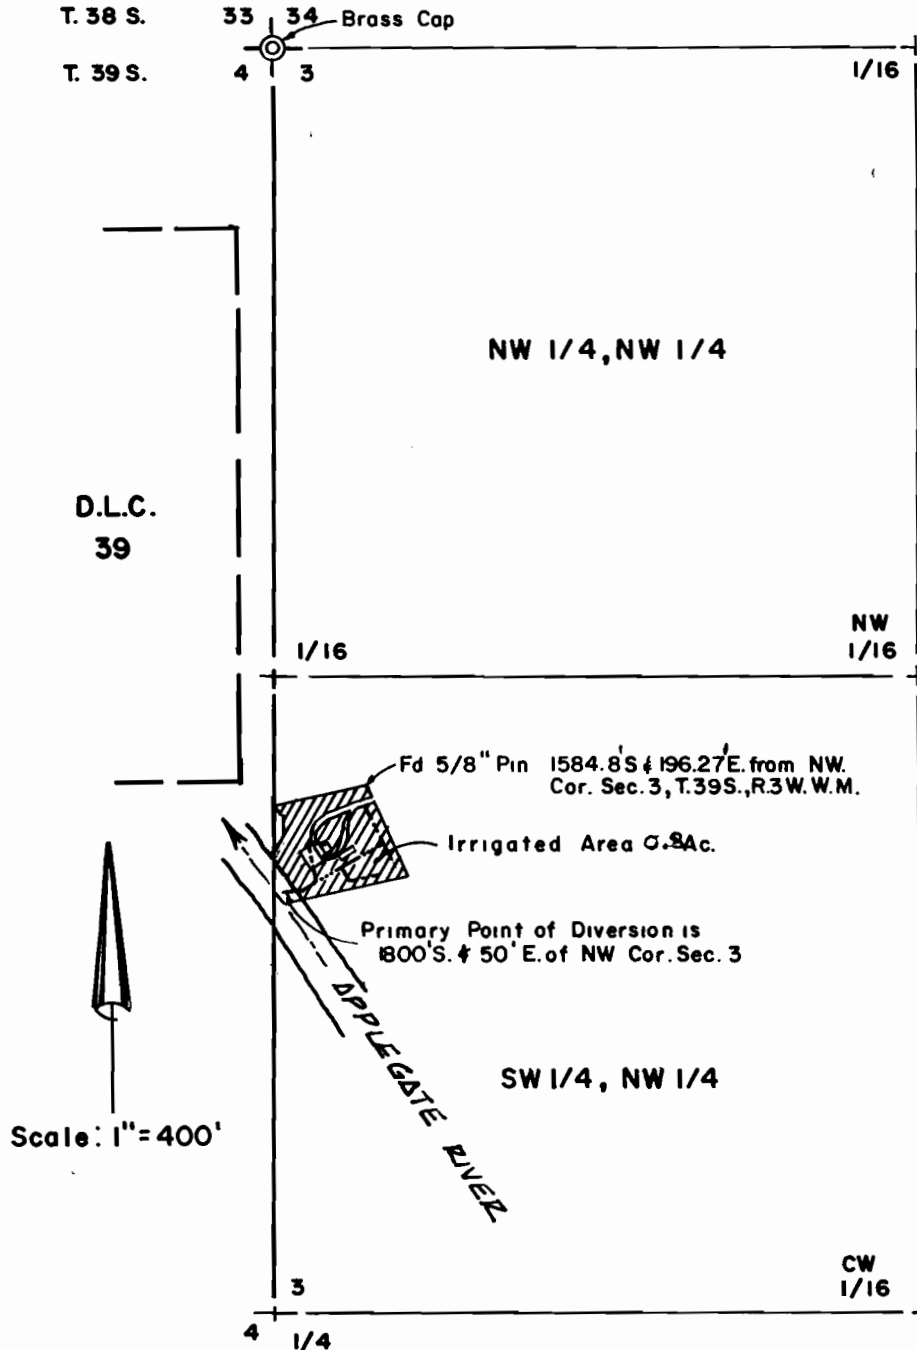 T. 38 S. 33 34 Brass Cap
T. 39 S. 4 3 1/16
NW 1/4, NW 1/4
D.L.C.
39
NW
1/16 1/16
Fd 5/8" Pin 1584.8'S & 196.27'E. from NW.
Cor. Sec. 3, T.39S., R.3W. W.M.
Irrigated Area 0.8Ac.
Primary Point of Diversion is
1800'S. & 50'E. of NW Cor. Sec. 3
APPLEGATE RIVER
SW 1/4, NW 1/4
Scale: 1"=400'
CW
3 1/16
4 1/4